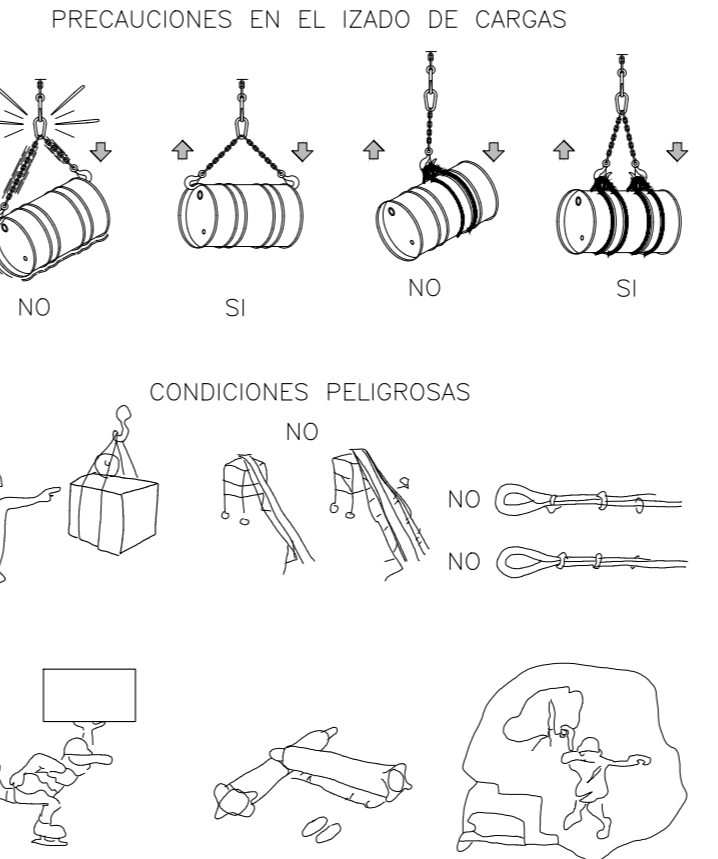 PRECAUCIONES EN EL IZADO DE CARGAS
NO
SI
NO
SI
CONDICIONES PELIGROSAS
NO
NO
NO